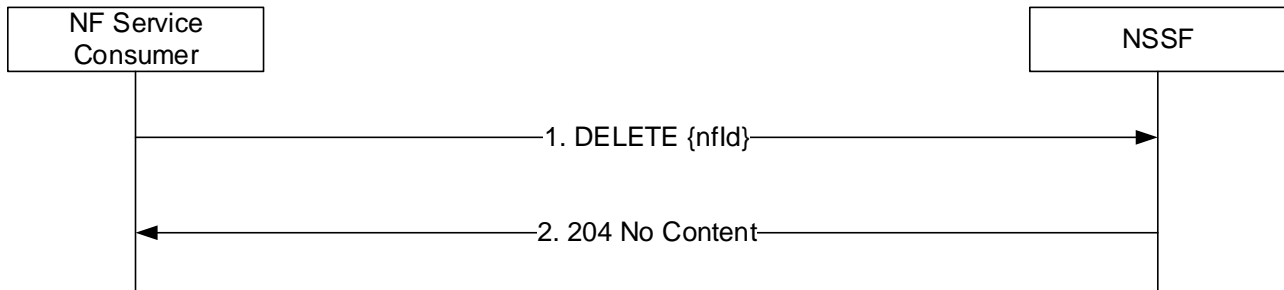 NF Service
Consumer
NSSF
1. DELETE {nfId}
2. 204 No Content